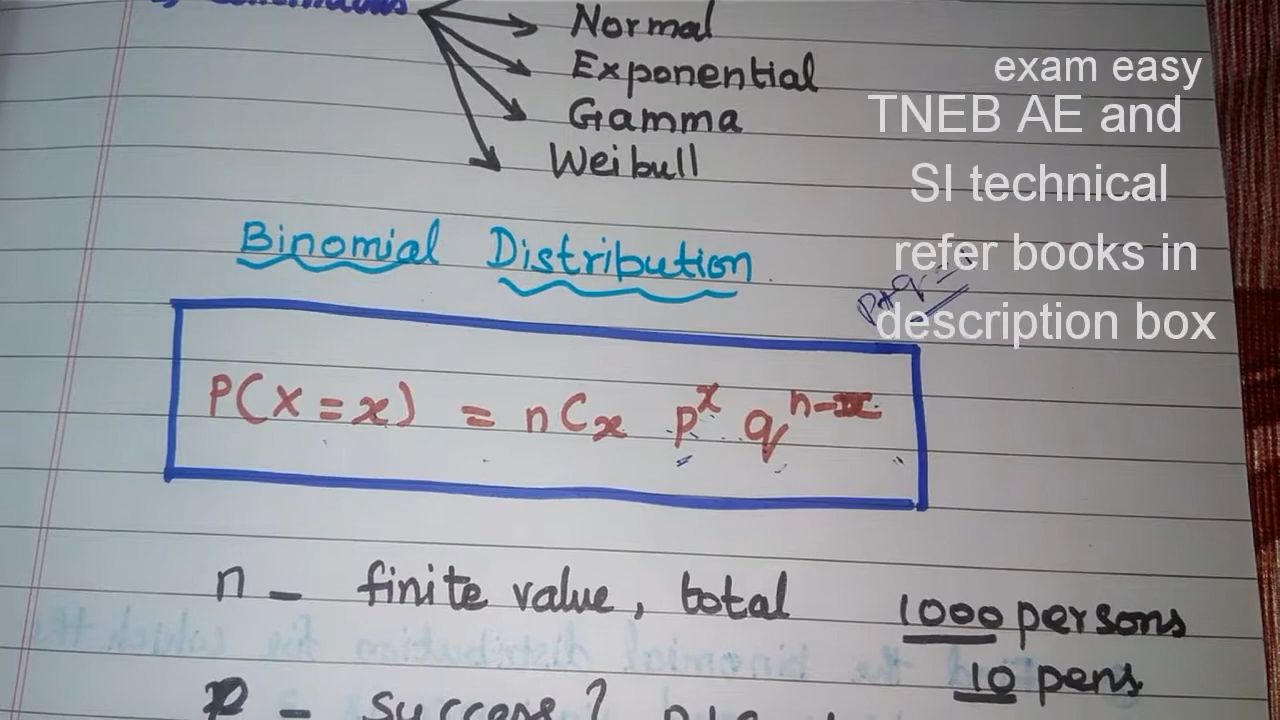 Normal
Exponential
Gamma
Weibull
exam easy
TNEB AE and
SI technical
refer books in
description box
Binomial Distribution
P+q =
P(X = x) = nCx p^x q^n-x
n - finite value, total 1000 persons
10 pens
p - success